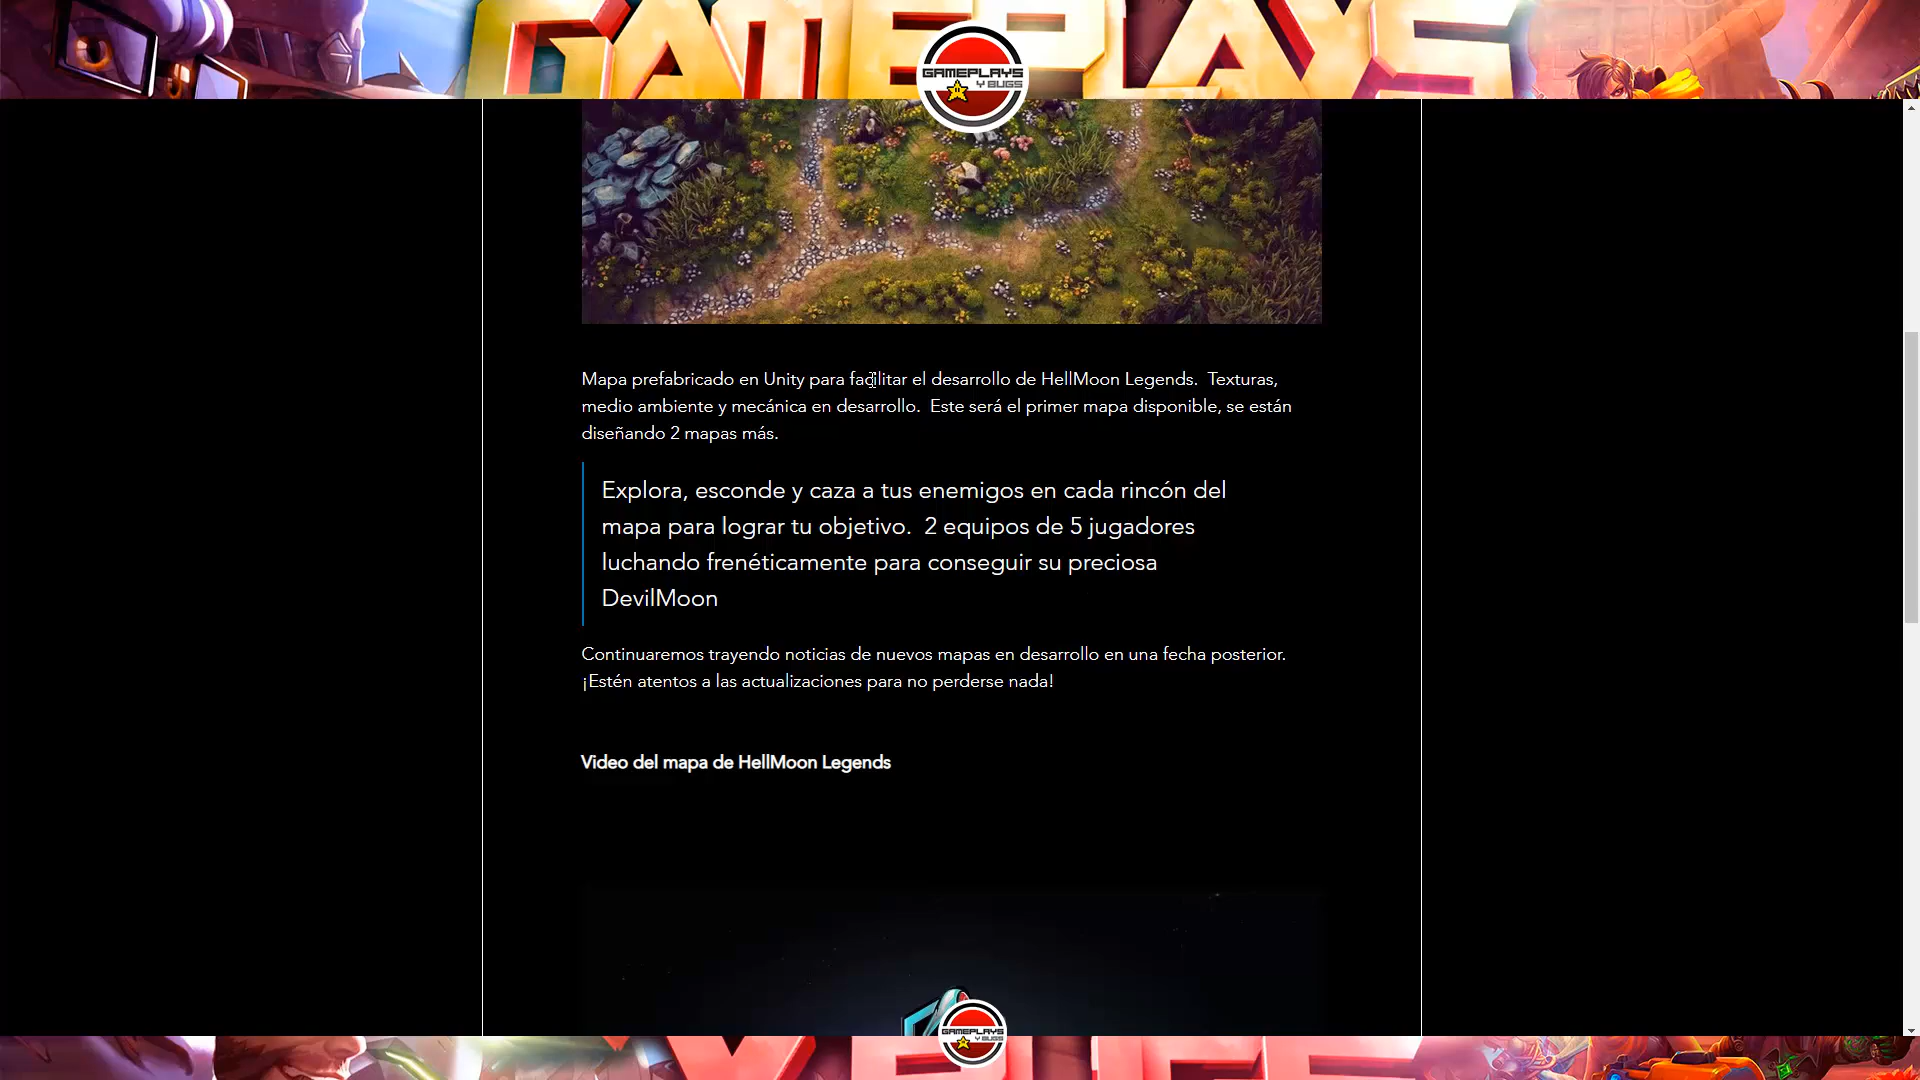 GAMEPLAYS
GAMEPLAYS
Y BUGS
Mapa prefabricado en Unity para facilitar el desarrollo de HellMoon Legends.  Texturas,
medio ambiente y mecánica en desarrollo.  Este será el primer mapa disponible, se están
diseñando 2 mapas más.
Explora, esconde y caza a tus enemigos en cada rincón del
mapa para lograr tu objetivo.  2 equipos de 5 jugadores
luchando frenéticamente para conseguir su preciosa
DevilMoon
Continuaremos trayendo noticias de nuevos mapas en desarrollo en una fecha posterior.
¡Estén atentos a las actualizaciones para no perderse nada!
Video del mapa de HellMoon Legends
GAMEPLAYS
Y BUGS